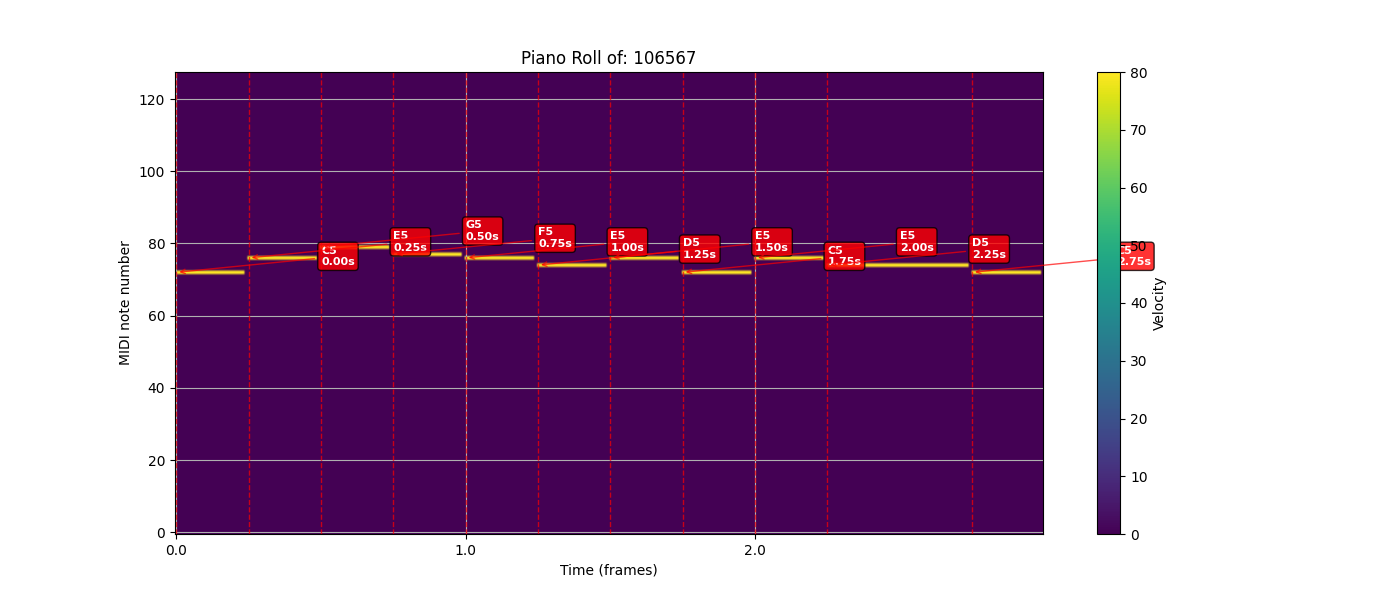 Piano Roll of: 106567
MIDI note number
120
100
80
60
40
20
0
C5
0.00s
E5
0.25s
G5
0.50s
F5
0.75s
E5
1.00s
D5
1.25s
E5
1.50s
C5
1.75s
E5
2.00s
D5
2.25s
2.75s
0.0
1.0
2.0
Time (frames)
80
70
60
50
40
30
20
10
0
Velocity